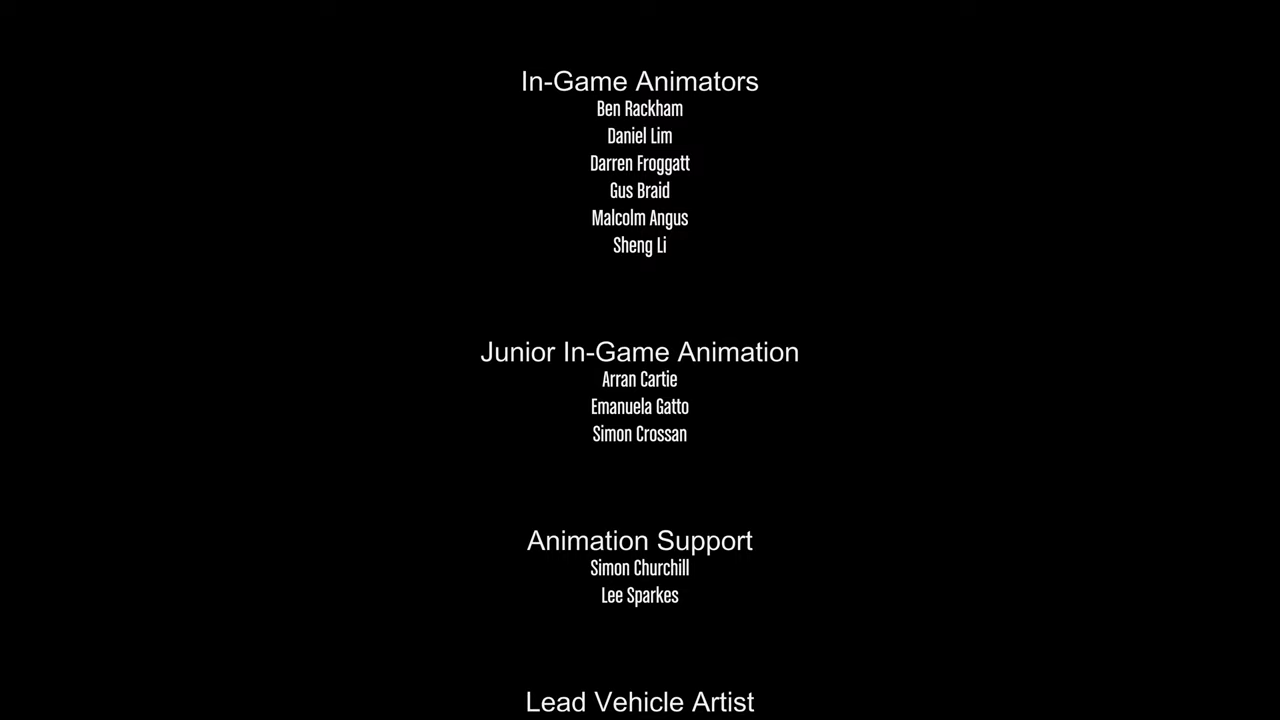 In-Game Animators
Ben Rackham
Daniel Lim
Darren Froggatt
Gus Braid
Malcolm Angus
Sheng Li
Junior In-Game Animation
Arran Cartie
Emanuela Gatto
Simon Crossan
Animation Support
Simon Churchill
Lee Sparkes
Lead Vehicle Artist